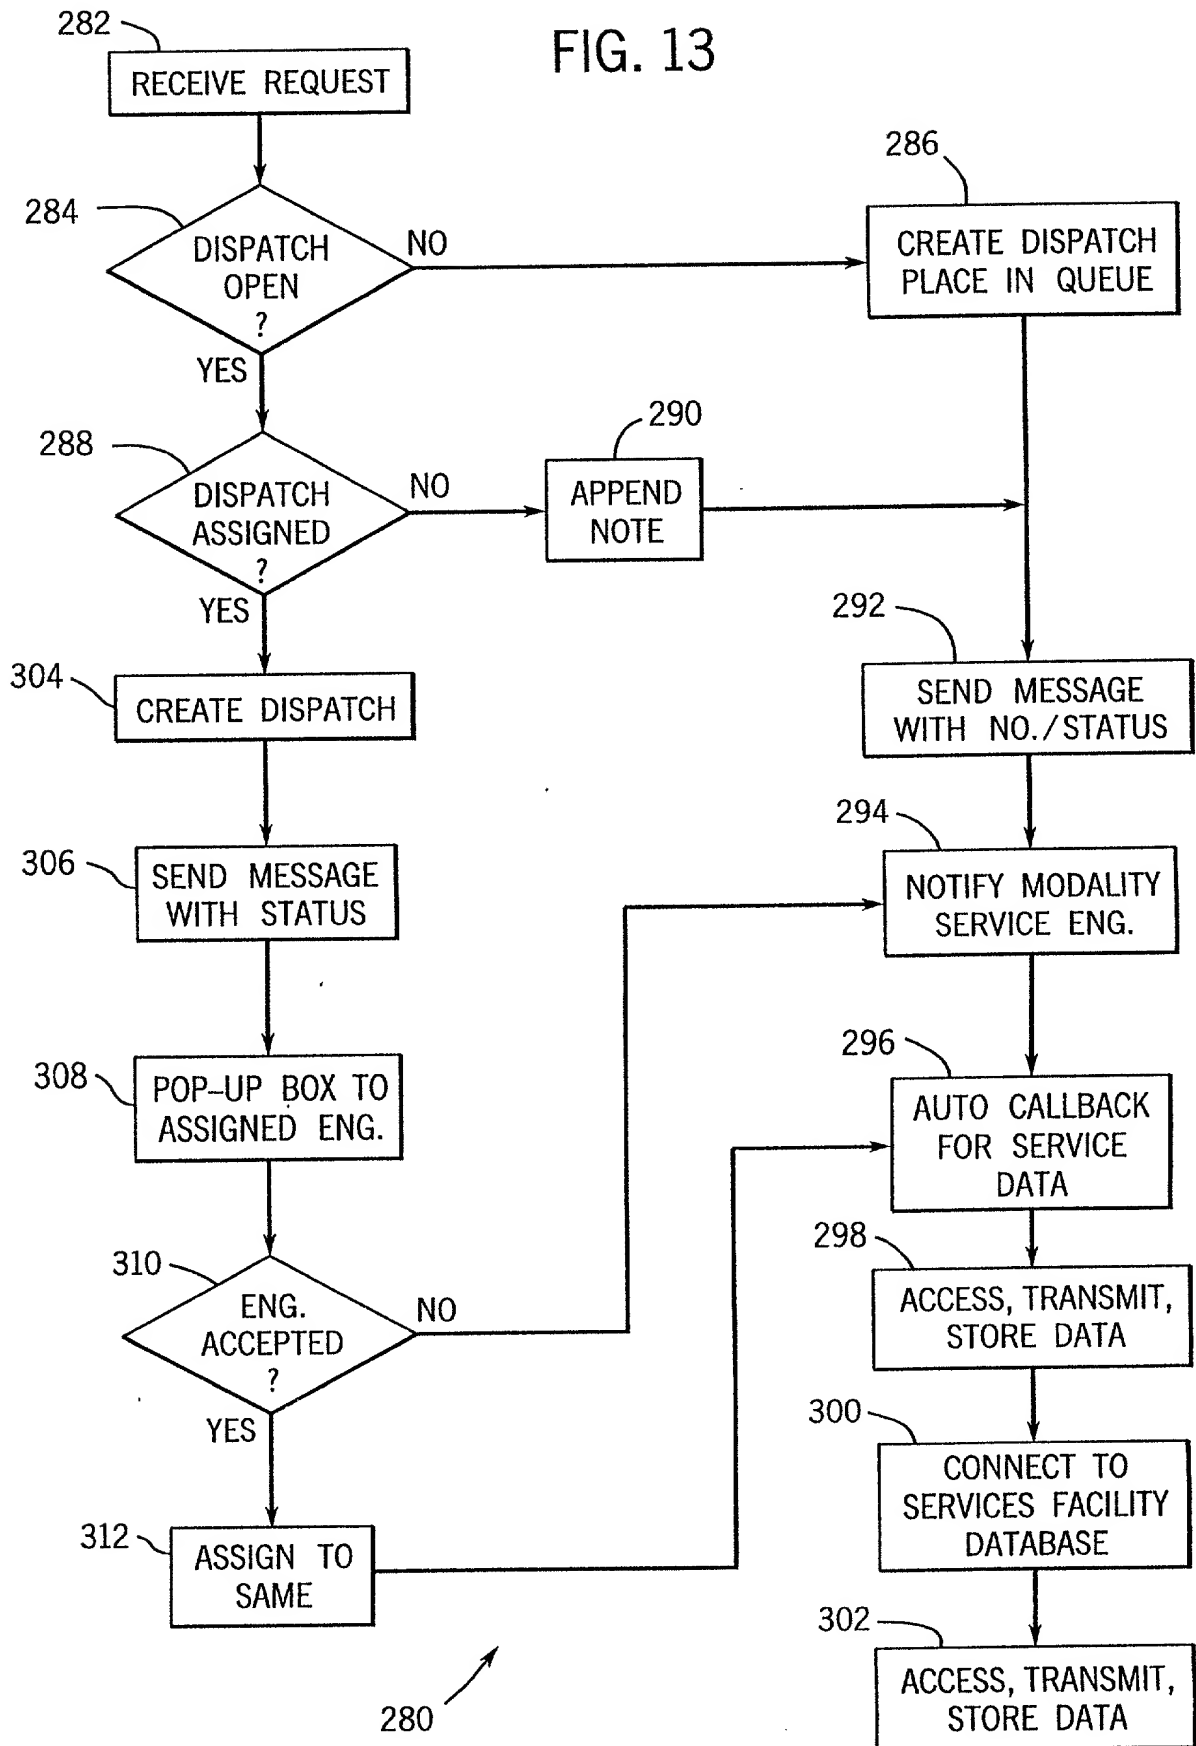 FIG. 13
282
RECEIVE REQUEST
284
DISPATCH
OPEN
?
NO
YES
286
CREATE DISPATCH
PLACE IN QUEUE
288
DISPATCH
ASSIGNED
?
NO
YES
290
APPEND
NOTE
292
SEND MESSAGE
WITH NO./STATUS
304
CREATE DISPATCH
294
NOTIFY MODALITY
SERVICE ENG.
306
SEND MESSAGE
WITH STATUS
296
AUTO CALLBACK
FOR SERVICE
DATA
308
POP-UP BOX TO
ASSIGNED ENG.
298
ACCESS, TRANSMIT,
STORE DATA
310
ENG.
ACCEPTED
?
NO
YES
300
CONNECT TO
SERVICES FACILITY
DATABASE
312
ASSIGN TO
SAME
302
ACCESS, TRANSMIT,
STORE DATA
280